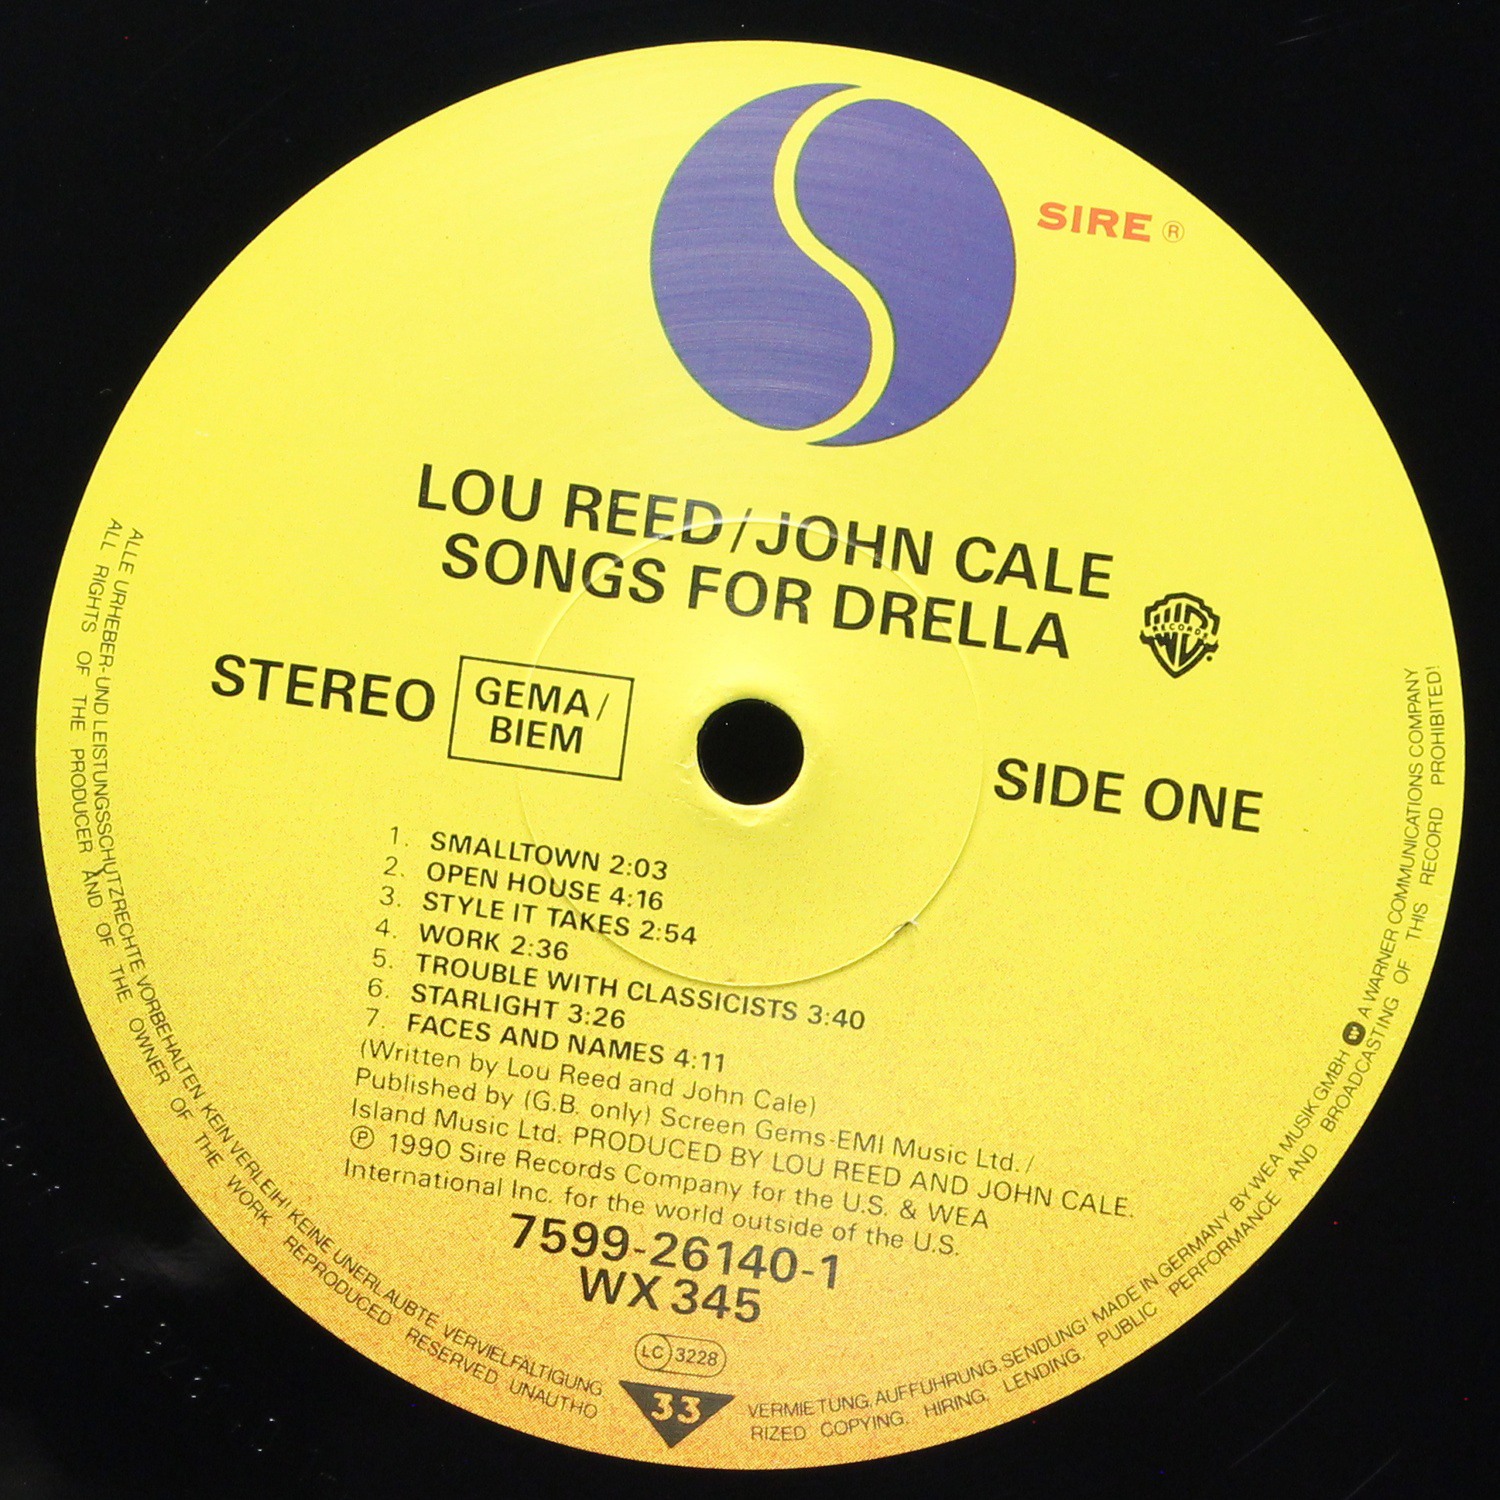 SIRE ®
LOU REED/JOHN CALE
SONGS FOR DRELLA
RECORDS
STEREO
GEMA/
BIEM
SIDE ONE
1. SMALLTOWN 2:03
2. OPEN HOUSE 4:16
3. STYLE IT TAKES 2:54
4. WORK 2:36
5. TROUBLE WITH CLASSICISTS 3:40
6. STARLIGHT 3:26
7. FACES AND NAMES 4:11
(Written by Lou Reed and John Cale)
Published by (G.B. only) Screen Gems-EMI Music Ltd./
Island Music Ltd. PRODUCED BY LOU REED AND JOHN CALE.
℗ 1990 Sire Records Company for the U.S. & WEA
International Inc. for the world outside of the U.S.
7599-26140-1
WX 345
LC 3228
33
ALLE URHEBER- UND LEISTUNGSSCHUTZRECHTE VORBEHALTEN KEIN VERLEIH! KEINE UNERLAUBTE VERVIELFÄLTIGUNG, VERMIETUNG, AUFFÜHRUNG, SENDUNG! MADE IN GERMANY BY WEA MUSIK GMBH A WARNER COMMUNICATIONS COMPANY
ALL RIGHTS OF THE PRODUCER AND OF THE OWNER OF THE WORK REPRODUCED RESERVED. UNAUTHORIZED COPYING, HIRING, LENDING, PUBLIC PERFORMANCE AND BROADCASTING OF THIS RECORD PROHIBITED!